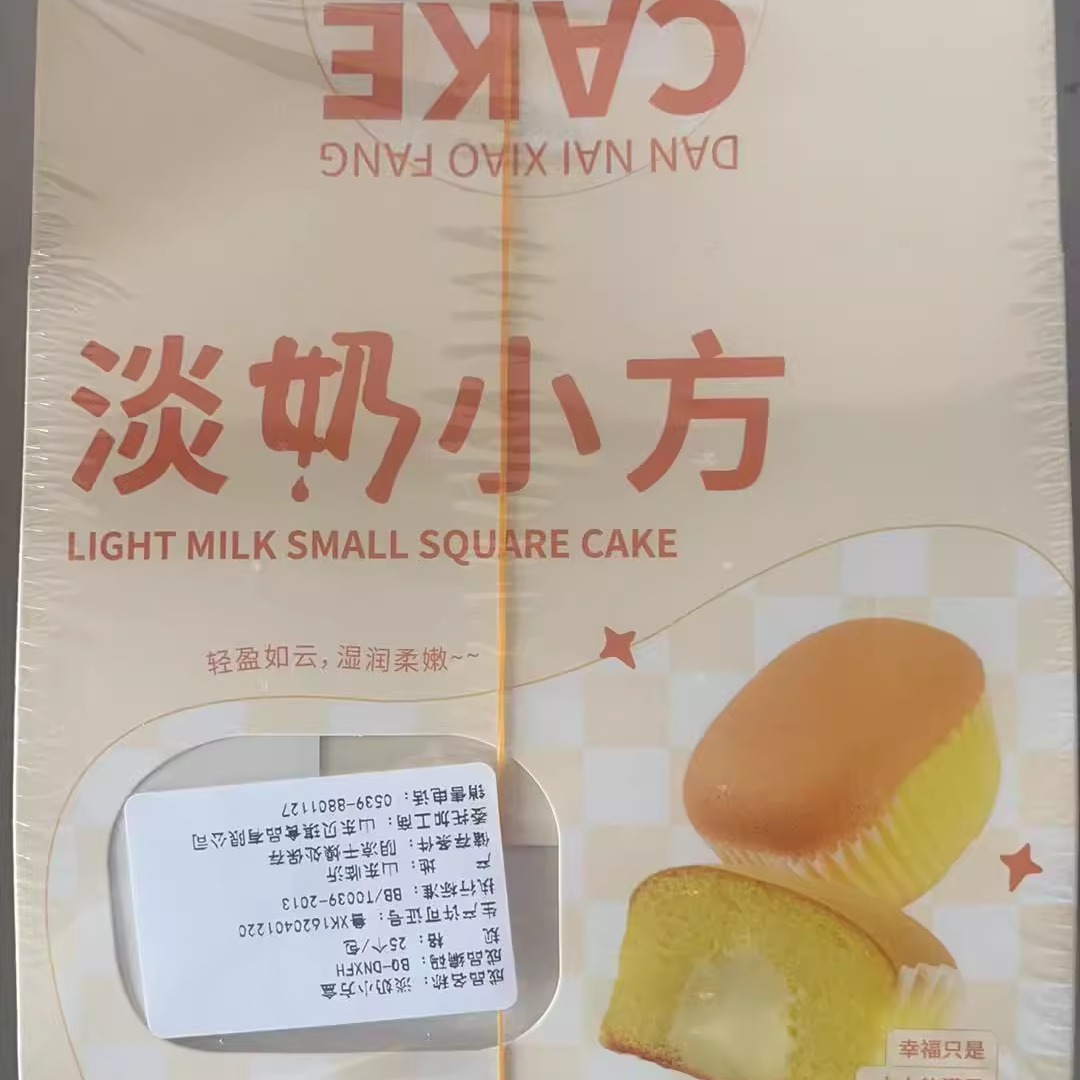 CAKE
DAN NAI XIAO FANG
淡奶小方
LIGHT MILK SMALL SQUARE CAKE
轻盈如云，湿润柔嫩~~
成品名称：淡奶小方盒
成品编码：BQ-DNXFH
规 格：25个/包
生产许可证号：鲁XK1620401220
执行标准：BB/T0039-2013
产 地：山东临沂
储存条件：阴凉干燥处保存
委托加工商：山东贝琪食品有限公司
销售电话：0539-8801127
幸福只是